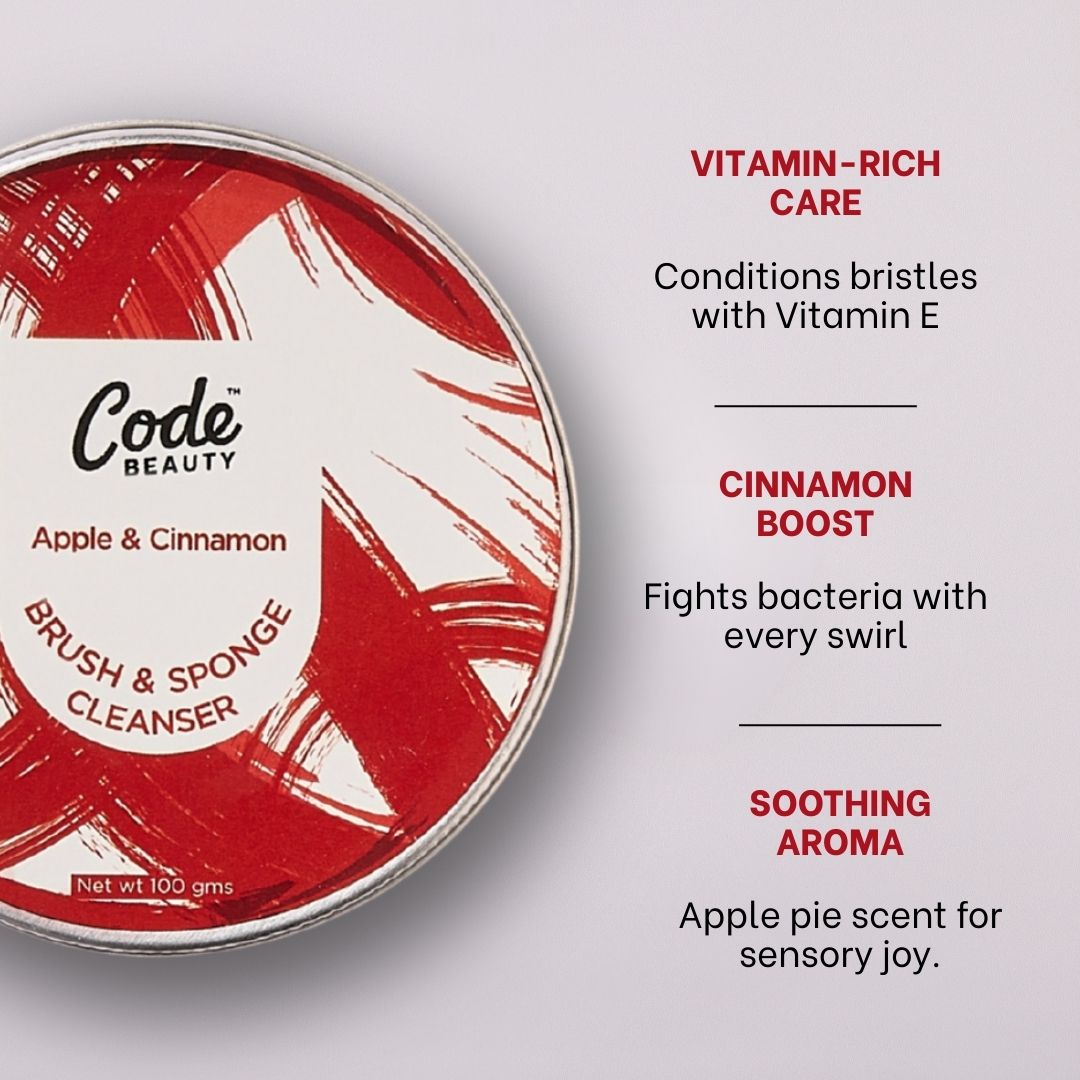 Code™
BEAUTY
Apple & Cinnamon
BRUSH & SPONGE
CLEANSER
Net wt 100 gms
VITAMIN-RICH
CARE
Conditions bristles
with Vitamin E
CINNAMON
BOOST
Fights bacteria with
every swirl
SOOTHING
AROMA
Apple pie scent for
sensory joy.